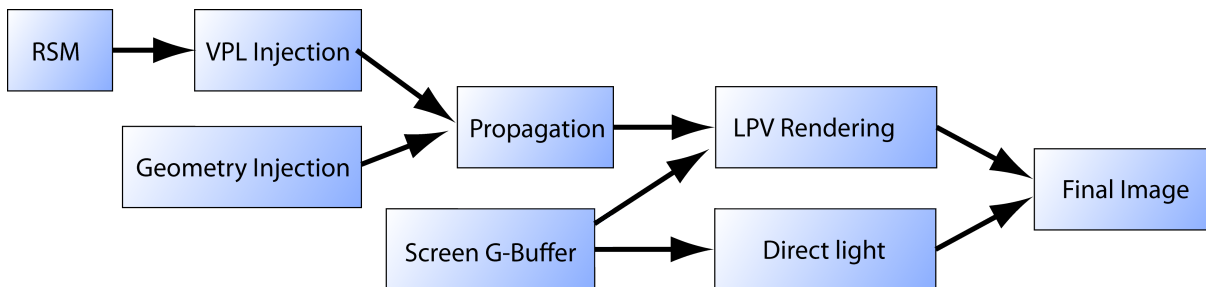 RSM
VPL Injection
Geometry Injection
Propagation
LPV Rendering
Screen G-Buffer
Direct light
Final Image